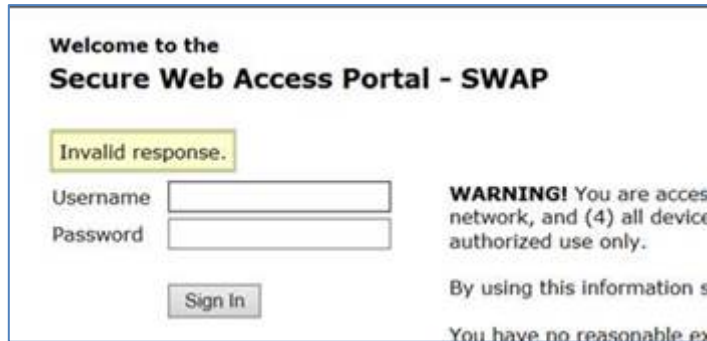 Welcome to the
Secure Web Access Portal - SWAP
Invalid response.
Username
Password
Sign In
WARNING! You are acces
network, and (4) all device
authorized use only.
By using this information s
You have no reasonable ex